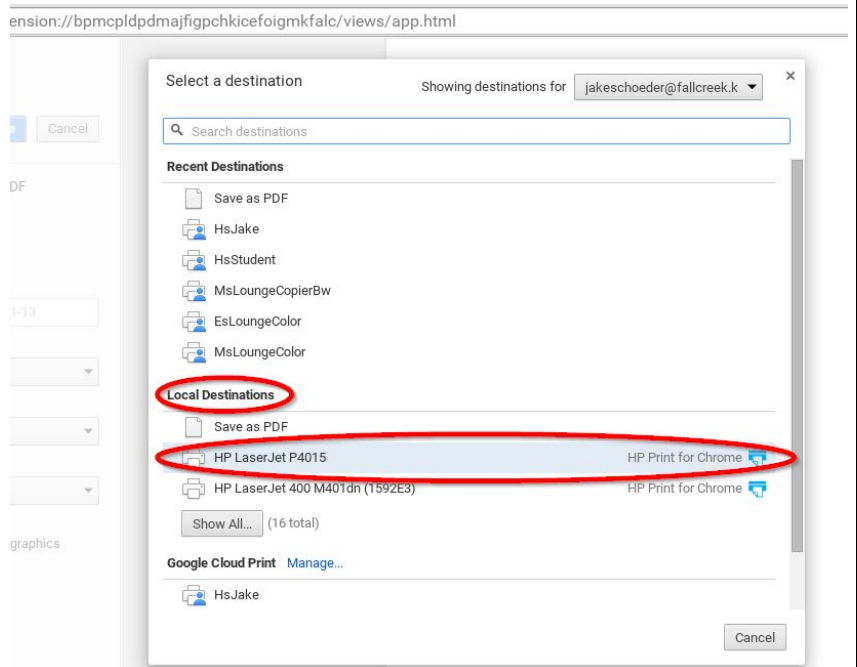 ension://bpmcpldpdmajfigpchkicefoigmkfalc/views/app.html
Select a destination
Showing destinations for jakeschoeder@fallcreek.k
Search destinations
Cancel
Recent Destinations
DF
Save as PDF
HsJake
HsStudent
MsLoungeCopierBw
1-13
EsLoungeColor
MsLoungeColor
Local Destinations
Save as PDF
HP LaserJet P4015 HP Print for Chrome
HP LaserJet 400 M401dn (1592E3) HP Print for Chrome
Show All... (16 total)
graphics
Google Cloud Print Manage...
HsJake
Cancel